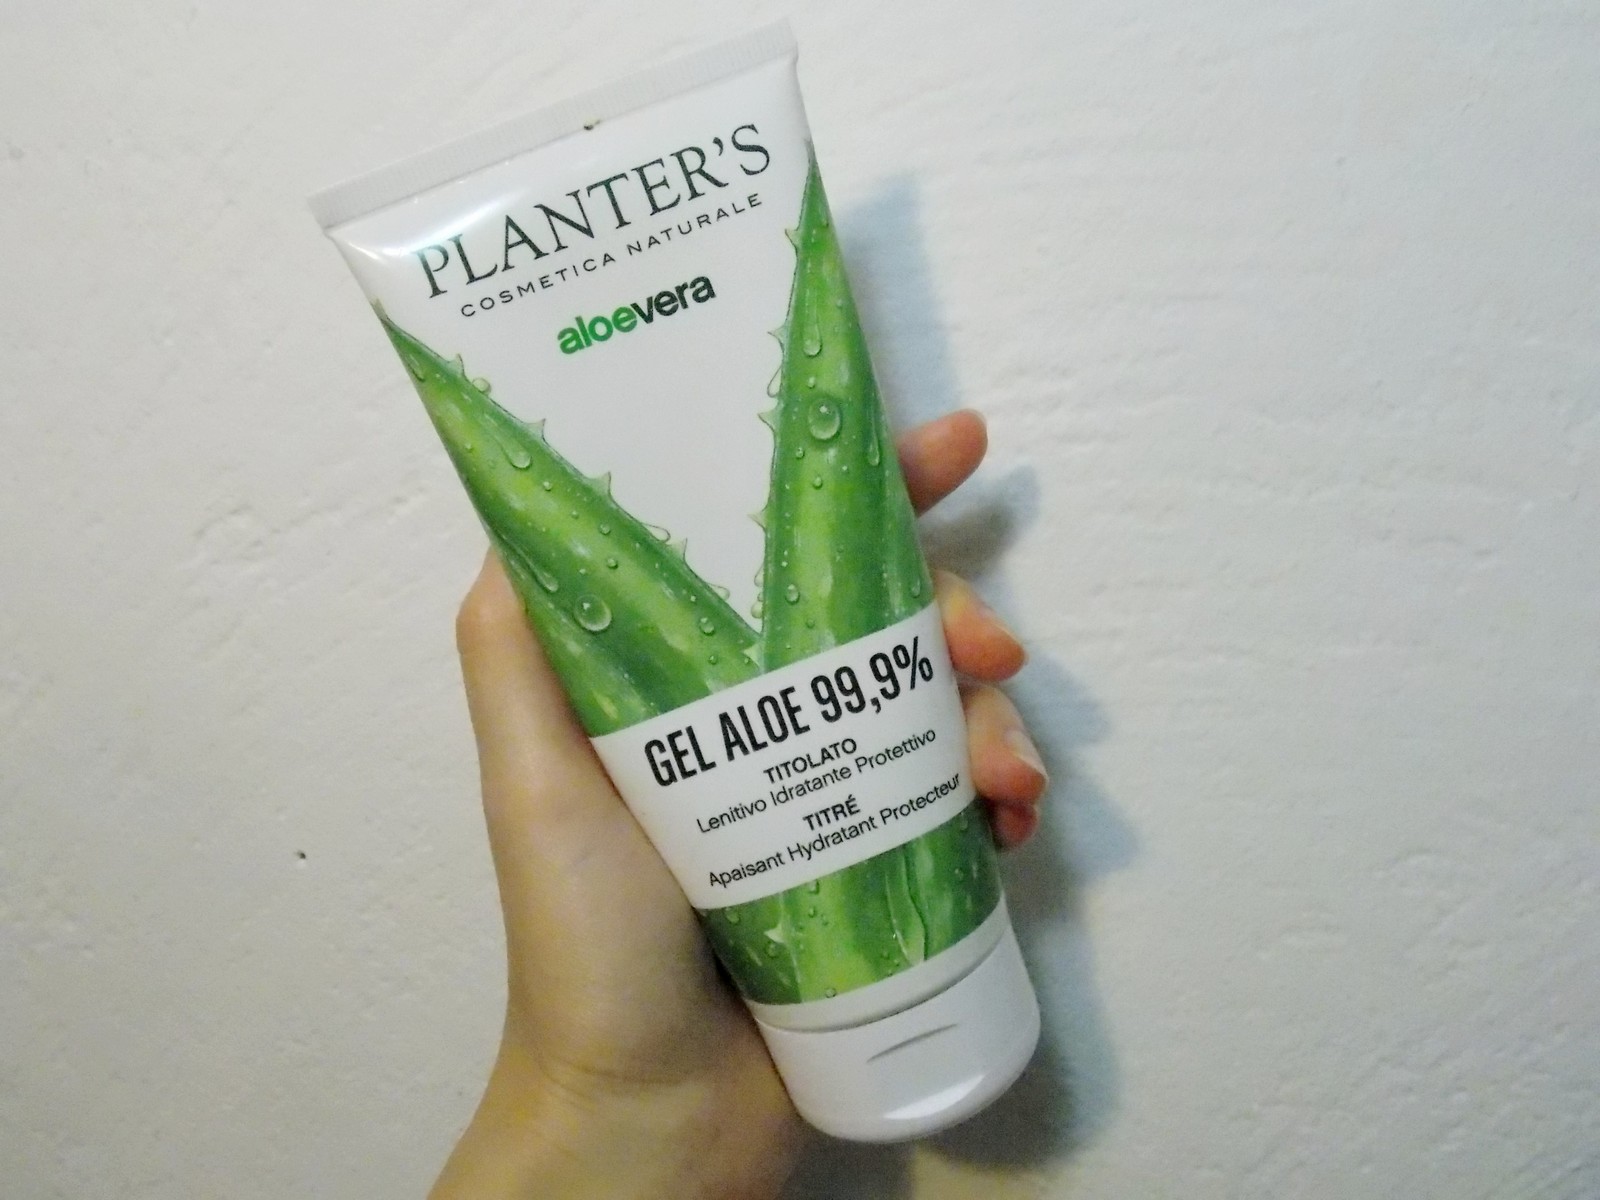 PLANTER'S
COSMETICA NATURALE
aloevera
GEL ALOE 99,9%
TITOLATO
Lenitivo Idratante Protettivo
TITRÉ
Apaisant Hydratant Protecteur